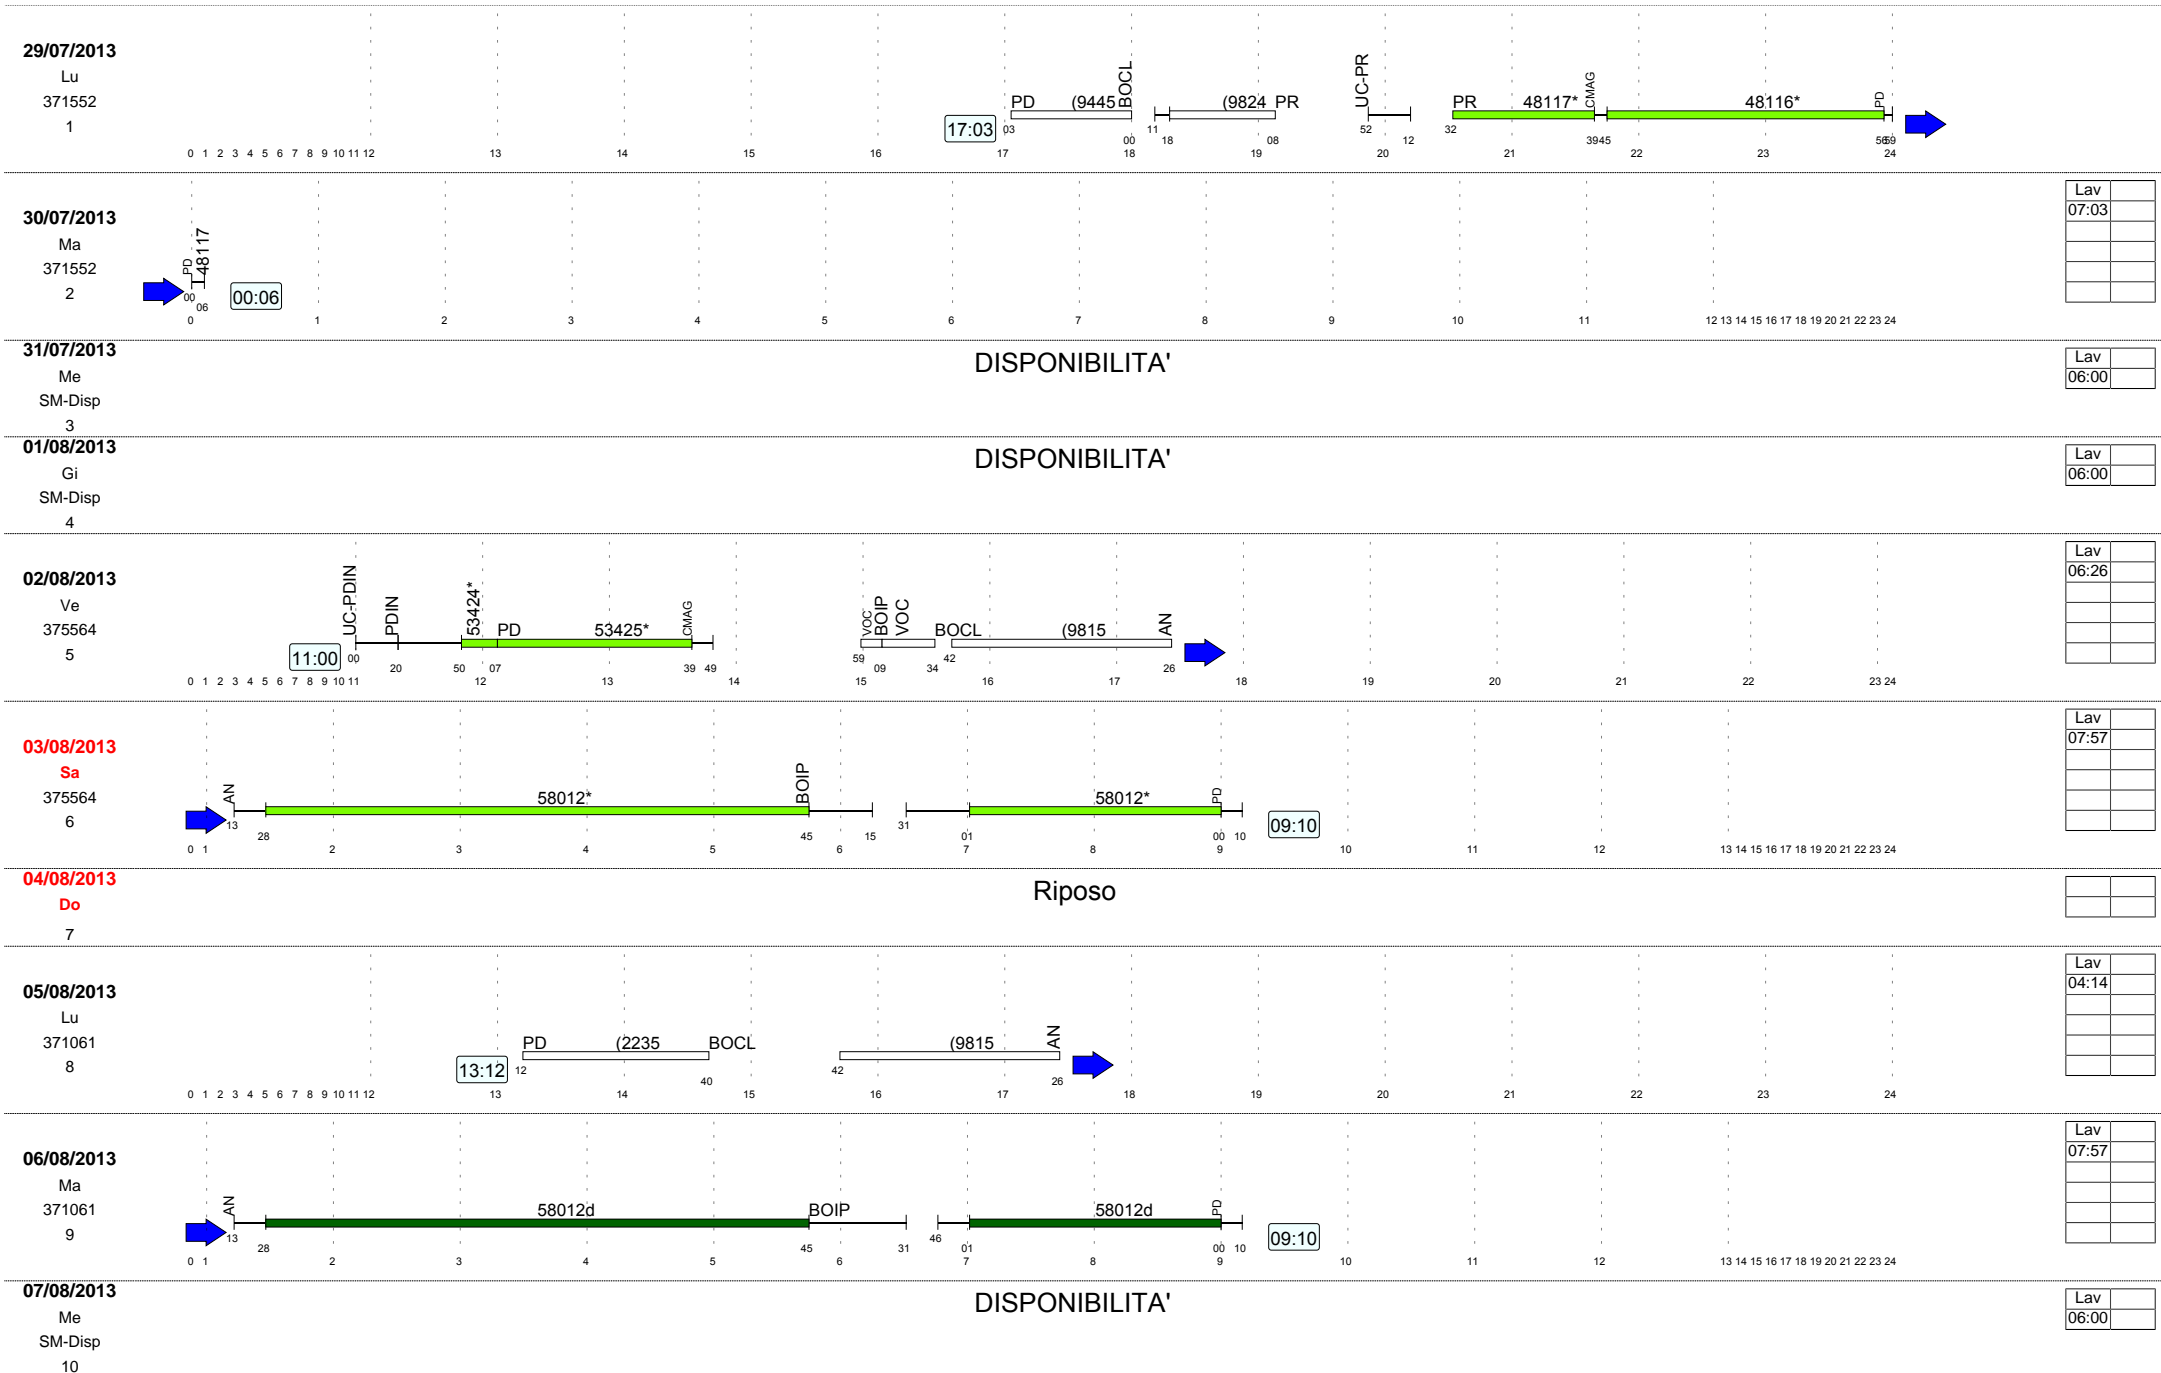 29/07/2013
Lu
371552
1
17:03
PD (9445 BOCL (9824 PR UC-PR PR 48117* CMAG 48116* PD
03 00 11 18 08 52 12 32 39 45 56 59
0 1 2 3 4 5 6 7 8 9 10 11 12 13 14 15 16 17 18 19 20 21 22 23 24
30/07/2013
Ma
371552
2
PD 48117
00 06
00:06
0 1 2 3 4 5 6 7 8 9 10 11 12 13 14 15 16 17 18 19 20 21 22 23 24
Lav
07:03
31/07/2013
Me
SM-Disp
3
DISPONIBILITA'
Lav
06:00
01/08/2013
Gi
SM-Disp
4
DISPONIBILITA'
Lav
06:00
02/08/2013
Ve
375564
5
11:00
UC-PDIN PDIN 53424* PD 53425* CMAG VOC BOIP VOC BOCL (9815 AN
00 20 50 07 39 49 59 09 34 42 26
0 1 2 3 4 5 6 7 8 9 10 11 12 13 14 15 16 17 18 19 20 21 22 23 24
Lav
06:26
03/08/2013
Sa
375564
6
AN 58012* BOIP 58012* PD
13 28 45 15 31 01 00 10
09:10
0 1 2 3 4 5 6 7 8 9 10 11 12 13 14 15 16 17 18 19 20 21 22 23 24
Lav
07:57
04/08/2013
Do
7
Riposo
05/08/2013
Lu
371061
8
13:12
PD (2235 BOCL (9815 AN
12 40 42 26
0 1 2 3 4 5 6 7 8 9 10 11 12 13 14 15 16 17 18 19 20 21 22 23 24
Lav
04:14
06/08/2013
Ma
371061
9
AN 58012d BOIP 58012d PD
13 28 45 31 46 01 00 10
09:10
0 1 2 3 4 5 6 7 8 9 10 11 12 13 14 15 16 17 18 19 20 21 22 23 24
Lav
07:57
07/08/2013
Me
SM-Disp
10
DISPONIBILITA'
Lav
06:00